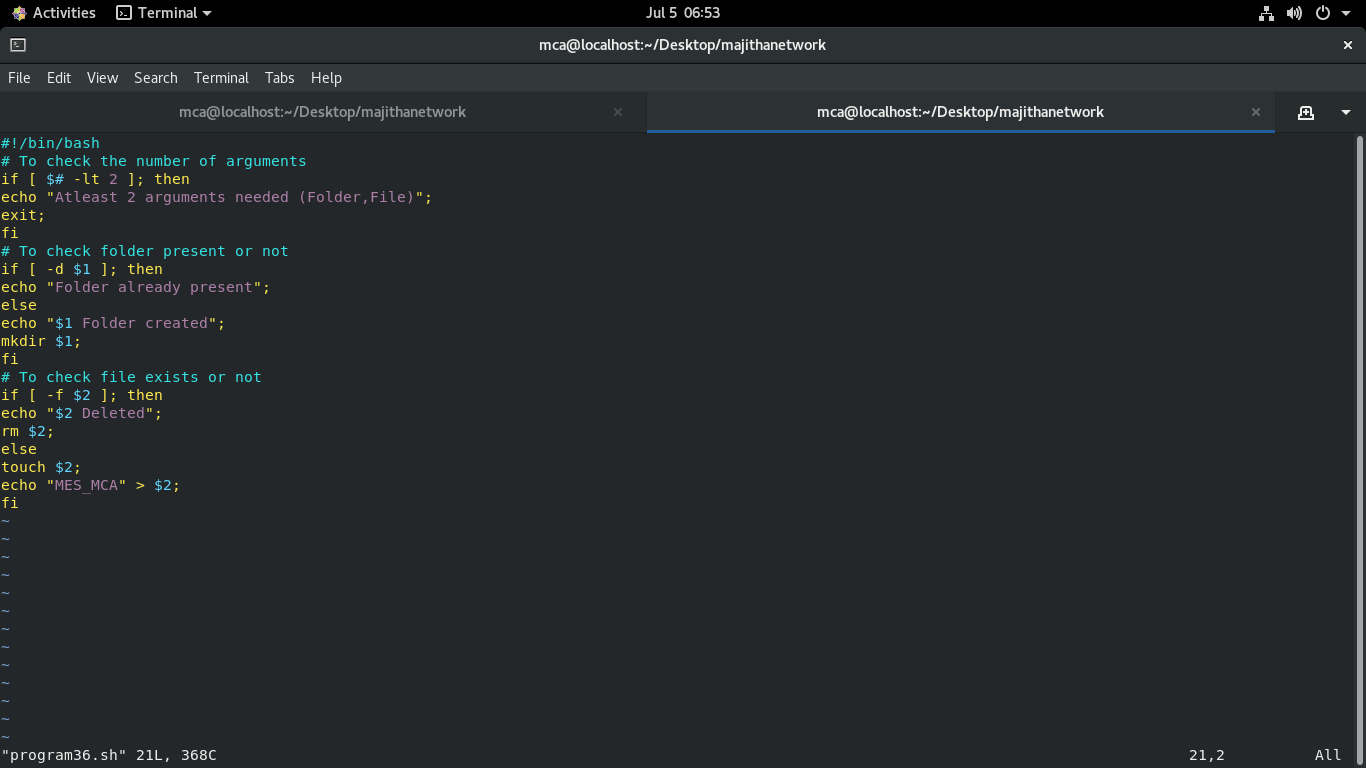 Activities Terminal Jul 5 06:53
mca@localhost:~/Desktop/majithanetwork
File Edit View Search Terminal Tabs Help
mca@localhost:~/Desktop/majithanetwork mca@localhost:~/Desktop/majithanetwork
#!/bin/bash
# To check the number of arguments
if [ $# -lt 2 ]; then
echo "Atleast 2 arguments needed (Folder,File)";
exit;
fi
# To check folder present or not
if [ -d $1 ]; then
echo "Folder already present";
else
echo "$1 Folder created";
mkdir $1;
fi
# To check file exists or not
if [ -f $2 ]; then
echo "$2 Deleted";
rm $2;
else
touch $2;
echo "MES_MCA" > $2;
fi
~
~
~
~
~
~
~
~
~
~
~
~
~
"program36.sh" 21L, 368C 21,2 All